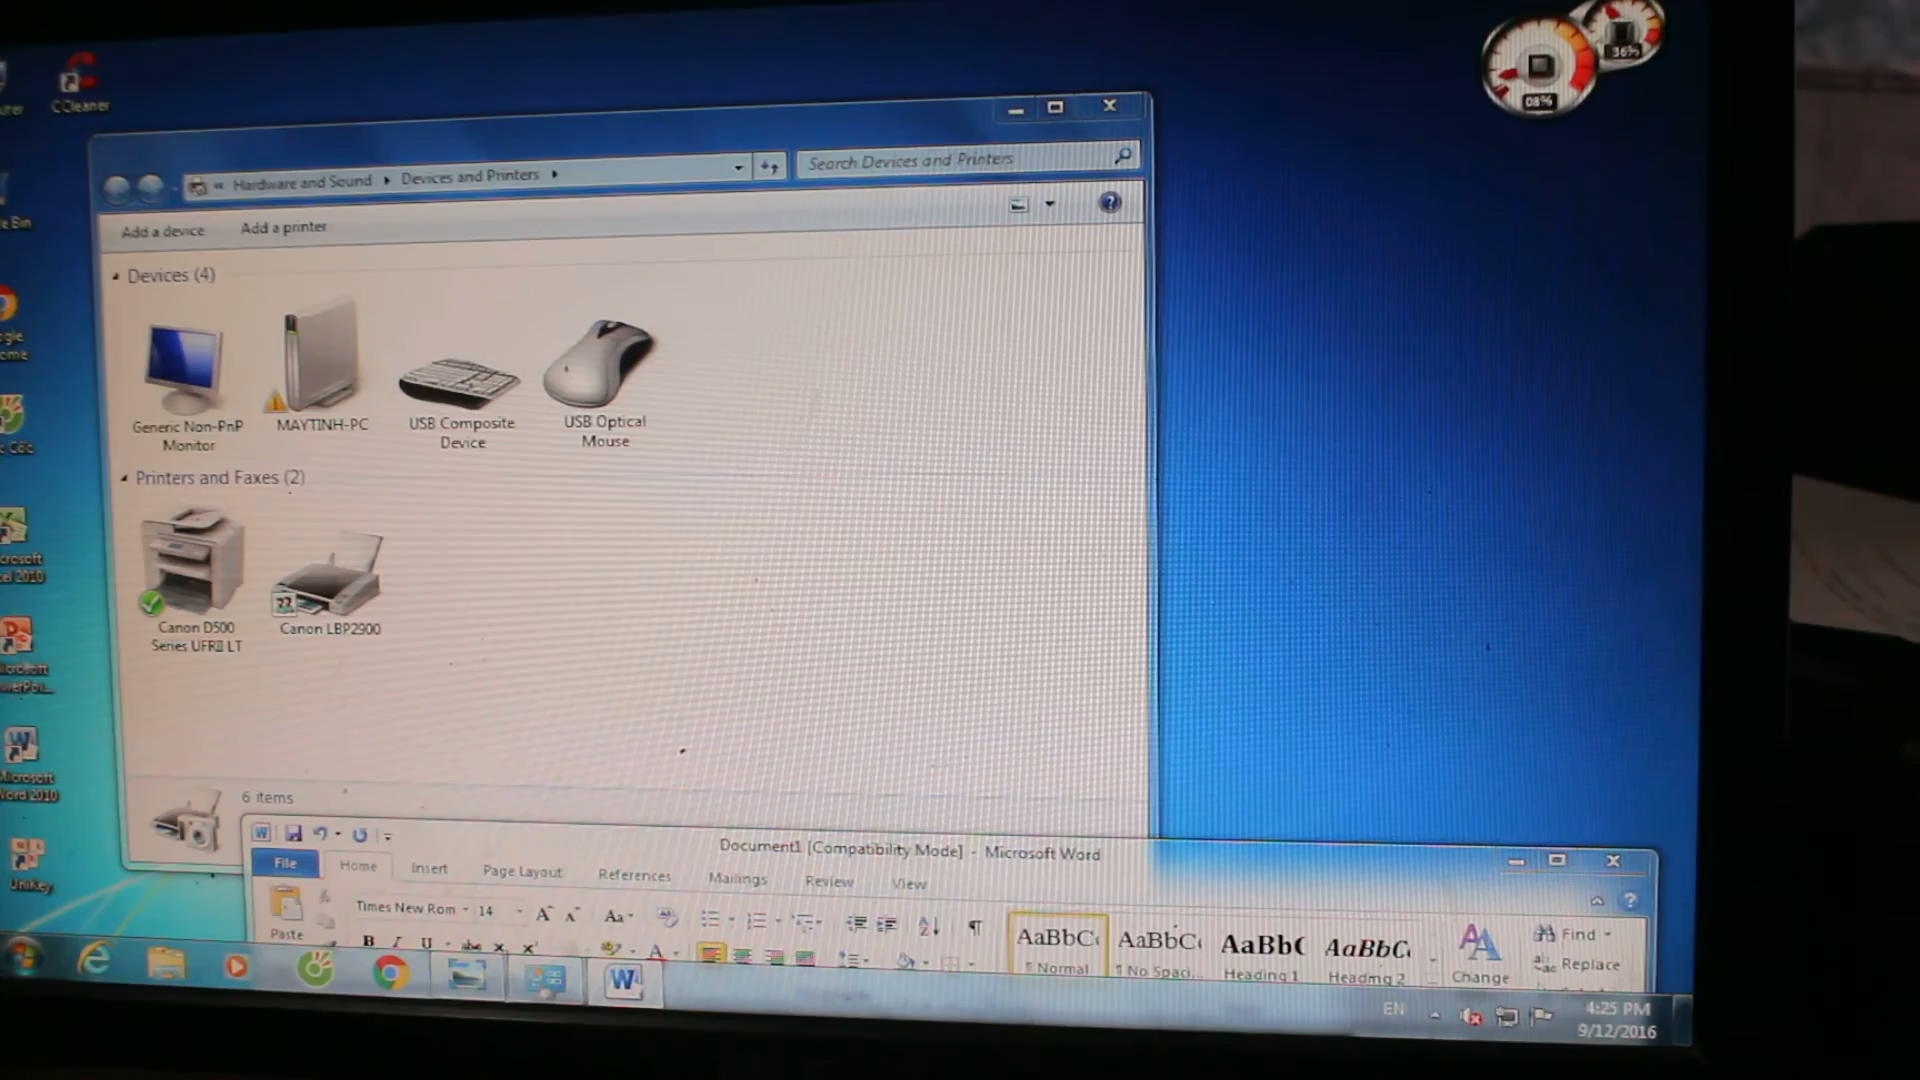 CCleaner
36%
08%
Hardware and Sound
Devices and Printers
Search Devices and Printers
Add a device
Add a printer
Devices (4)
Generic Non-PnP
Monitor
MAYTINH-PC
USB Composite
Device
USB Optical
Mouse
Printers and Faxes (2)
Canon D500
Series UFRII LT
Canon LBP2900
6 items
Microsoft
Word 2010
UniKey
Document1 [Compatibility Mode] - Microsoft Word
File
Home
Insert
Page Layout
References
Mailings
Review
View
Times New Rom
14
Paste
AaBbC
Normal
AaBbC
No Spaci...
AaBbC
Heading 1
AaBbC
Heading 2
Change
Find
Replace
EN
4:25 PM
9/12/2016